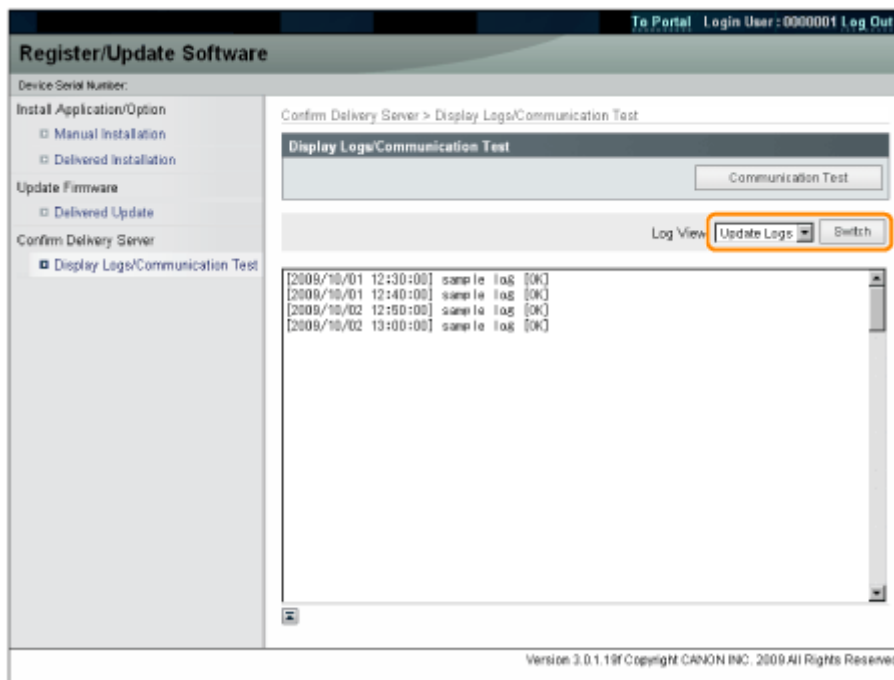 To Portal Login User : 0000001 Log Out
Register/Update Software
Device Serial Number:
Install Application/Option
Manual Installation
Delivered Installation
Update Firmware
Delivered Update
Confirm Delivery Server
Display Logs/Communication Test
Confirm Delivery Server > Display Logs/Communication Test
Display Logs/Communication Test
Communication Test
Log View Update Logs Switch
[2009/10/01 12:30:00] sample log [OK]
[2009/10/01 12:40:00] sample log [OK]
[2009/10/02 12:50:00] sample log [OK]
[2009/10/02 13:00:00] sample log [OK]
Version 3.0.1.19f Copyright CANON INC. 2009 All Rights Reserve